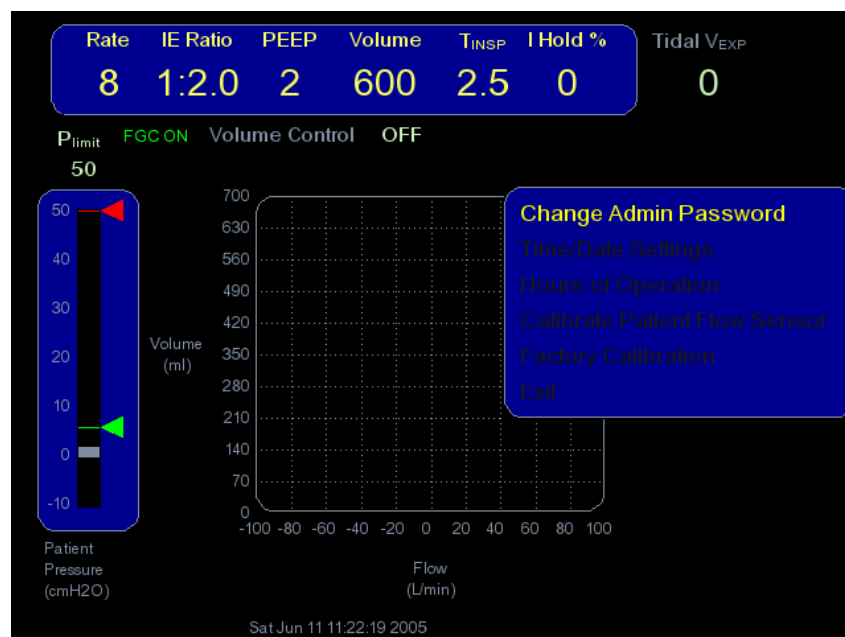 Rate IE Ratio PEEP Volume TINSP I Hold % Tidal VEXP
8 1:2.0 2 600 2.5 0 0
Plimit FGC ON Volume Control OFF
50
50
40
30
20
10
0
-10
Patient
Pressure
(cmH2O)
Volume
(ml)
700
630
560
490
420
350
280
210
140
70
0
-100 -80 -60 -40 -20 0 20 40 60 80 100
Flow
(L/min)
Change Admin Password
Time/Date Settings
Hours of Operation
Calibrate Patient Flow Sensor
Factory Calibration
Exit
Sat Jun 11 11:22:19 2005